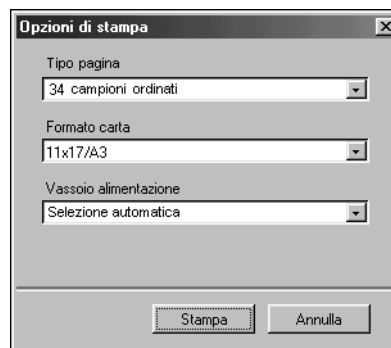 Opzioni di stampa
Tipo pagina
34 campioni ordinati
Formato carta
11x17/A3
Vassoio alimentazione
Selezione automatica
Stampa Annulla